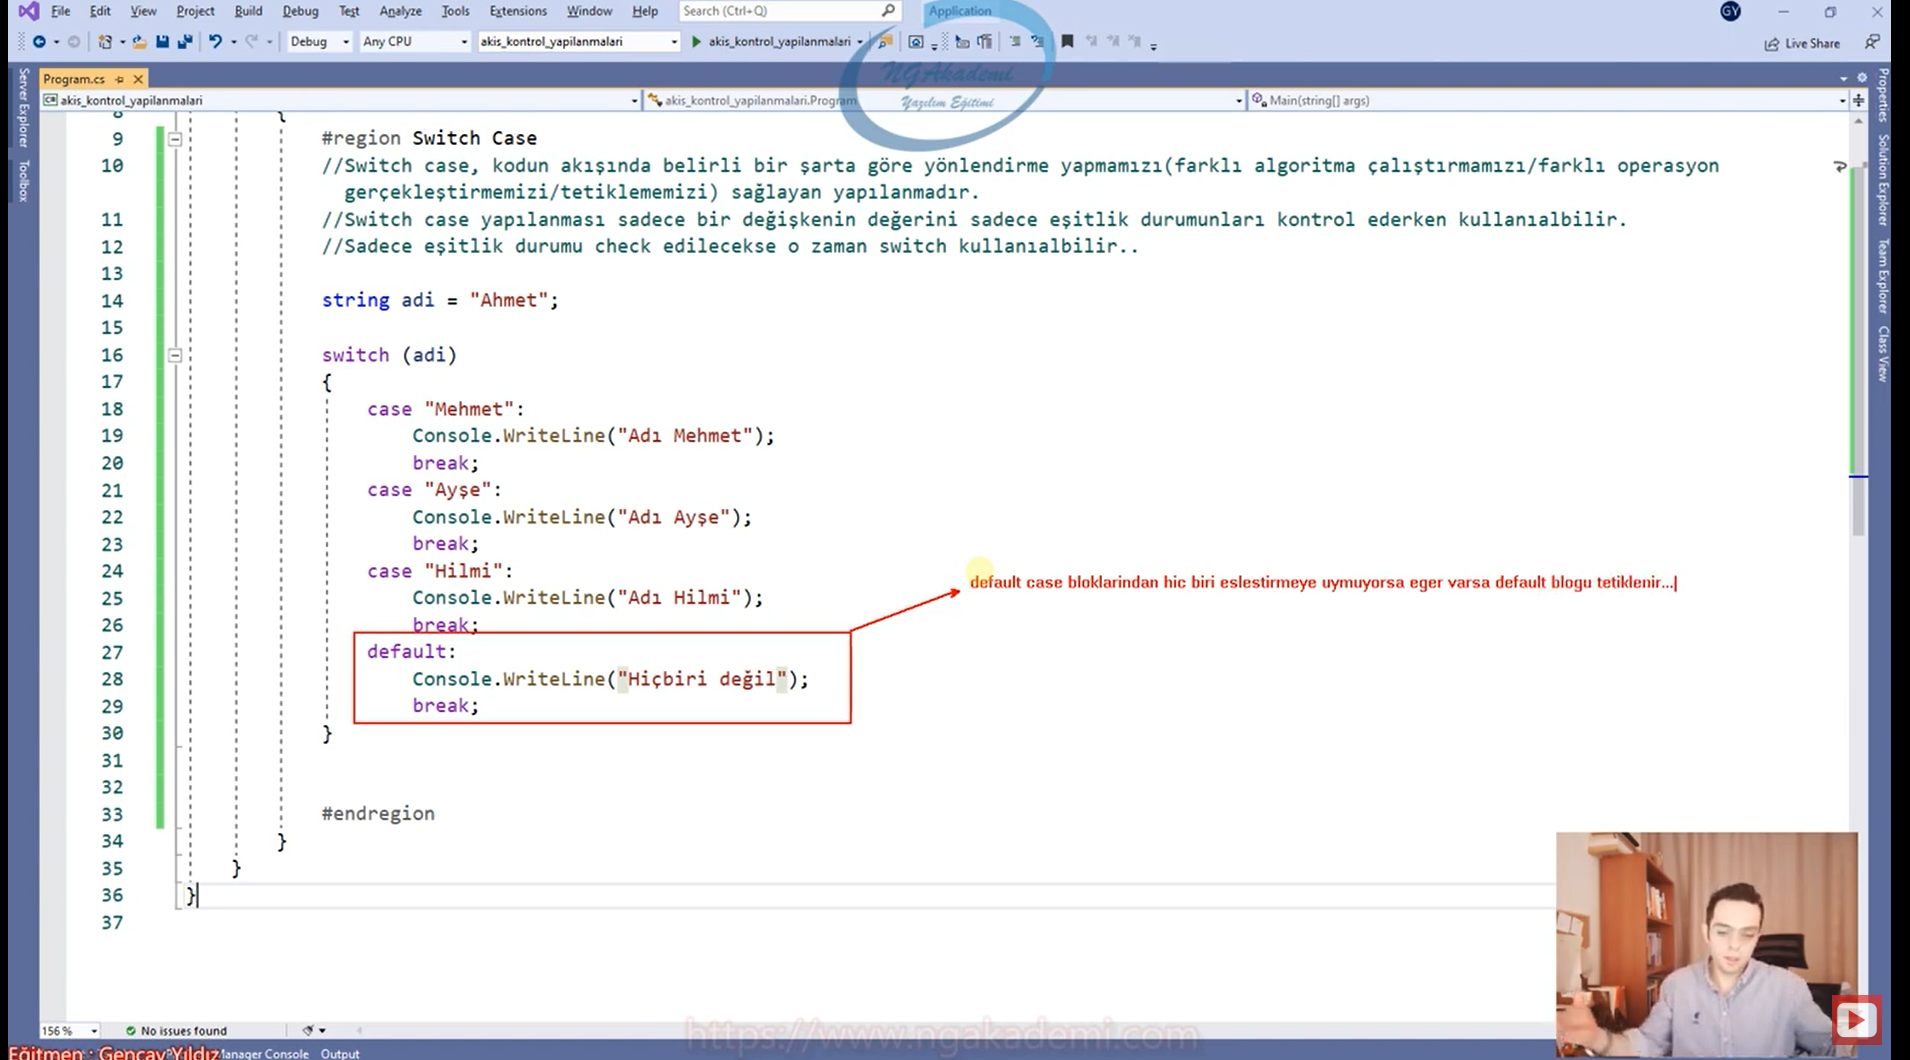 File Edit View Project Build Debug Test Analyze Tools Extensions Window Help Search (Ctrl+Q) Application GY
Debug Any CPU akis_kontrol_yapilanmalari akis_kontrol_yapilanmalari Live Share
NGAkademi
Yazılım Eğitimi
Program.cs
akis_kontrol_yapilanmalari akis_kontrol_yapilanmalari.Program Main(string[] args)
Server Explorer
Toolbox
Properties
Solution Explorer
Team Explorer
Class View
8 {
9 #region Switch Case
10 //Switch case, kodun akışında belirli bir şarta göre yönlendirme yapmamızı(farklı algoritma çalıştırmamızı/farklı operasyon
gerçekleştirmemizi/tetiklememizi) sağlayan yapılanmadır.
11 //Switch case yapılanması sadece bir değişkenin değerini sadece eşitlik durumunları kontrol ederken kullanıalbilir.
12 //Sadece eşitlik durumu check edilecekse o zaman switch kullanıalbilir..
13
14 string adi = "Ahmet";
15
16 switch (adi)
17 {
18 case "Mehmet":
19 Console.WriteLine("Adı Mehmet");
20 break;
21 case "Ayşe":
22 Console.WriteLine("Adı Ayşe");
23 break;
24 case "Hilmi":
25 Console.WriteLine("Adı Hilmi");
26 break;
27 default:
28 Console.WriteLine("Hiçbiri değil");
29 break;
30 }
31
32
33 #endregion
34 }
35 }
36 }
37
default case bloklarindan hic biri eslestirmeye uymuyorsa eger varsa default blogu tetiklenir...
156 % No issues found
https://www.ngakademi.com
Eğitmen : Gençay Yıldız
Manager Console Output